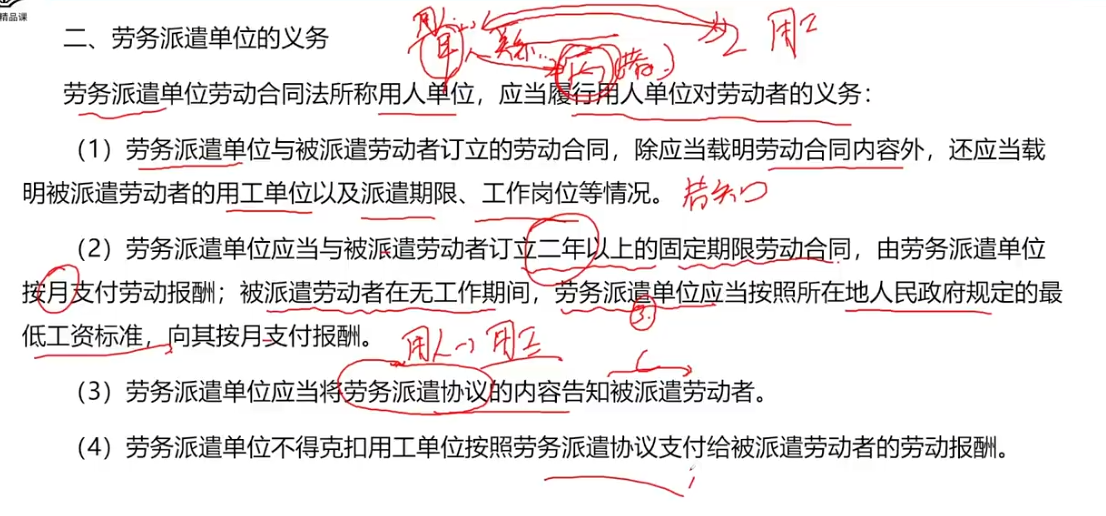 精品课
二、劳务派遣单位的义务
用工
劳务派遣单位劳动合同法所称用人单位，应当履行用人单位对劳动者的义务：
（1）劳务派遣单位与被派遣劳动者订立的劳动合同，除应当载明劳动合同内容外，还应当载
明被派遣劳动者的用工单位以及派遣期限、工作岗位等情况。
（2）劳务派遣单位应当与被派遣劳动者订立二年以上的固定期限劳动合同，由劳务派遣单位
按月支付劳动报酬；被派遣劳动者在无工作期间，劳务派遣单位应当按照所在地人民政府规定的最
低工资标准，向其按月支付报酬。
用人 用工
（3）劳务派遣单位应当将劳务派遣协议的内容告知被派遣劳动者。
（4）劳务派遣单位不得克扣用工单位按照劳务派遣协议支付给被派遣劳动者的劳动报酬。